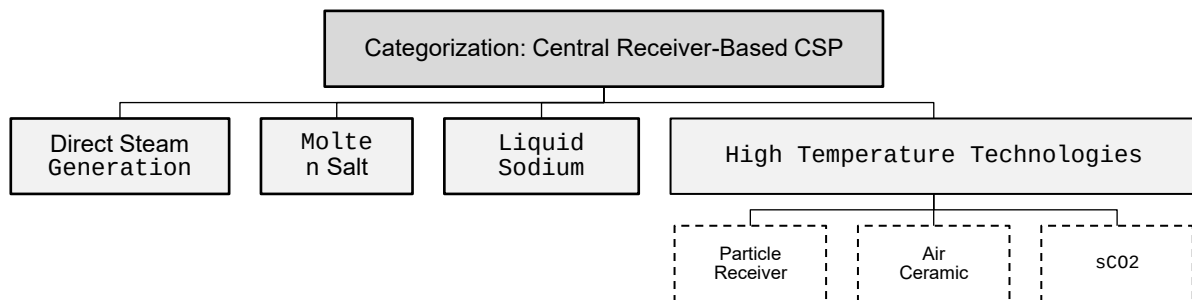 Categorization: Central Receiver-Based CSP
Direct Steam
Generation
Molte
n Salt
Liquid
Sodium
High Temperature Technologies
Particle
Receiver
Air
Ceramic
sCO2